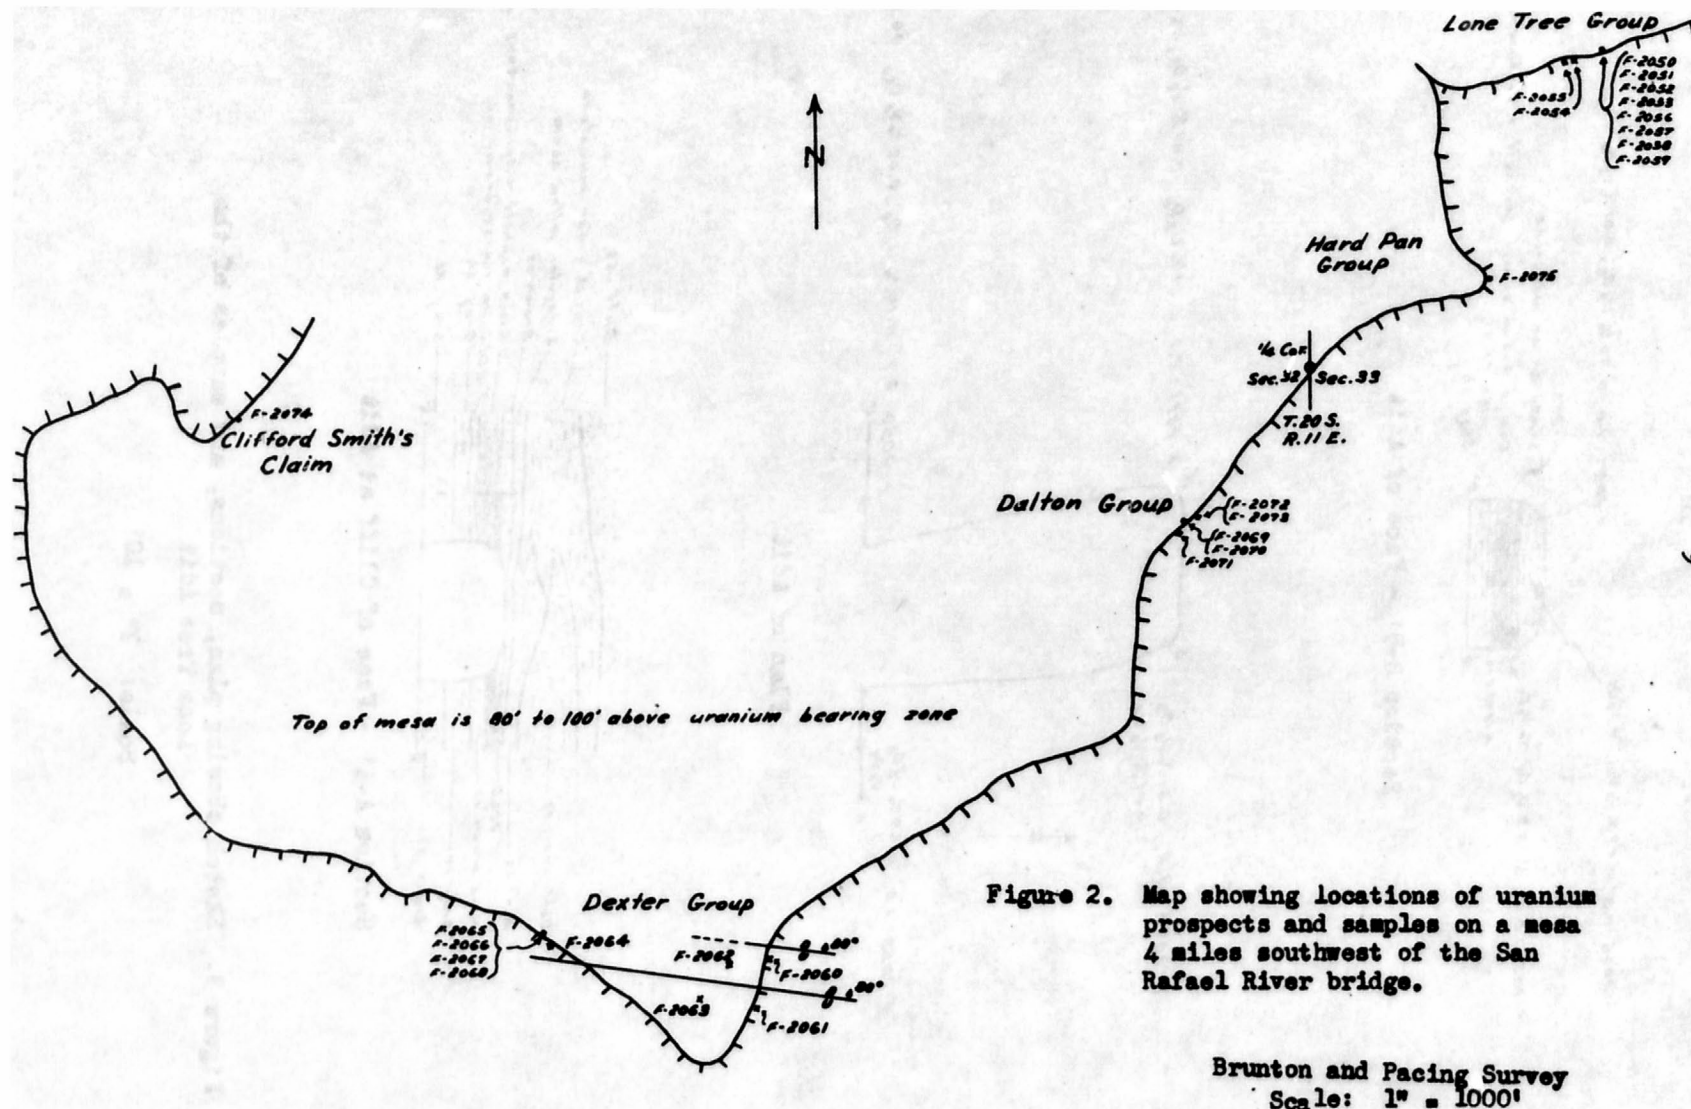 Lone Tree Group
F-2050
F-2051
F-2052
F-2053
F-2056
F-2057
F-2058
F-2059
F-2055
F-2054
N
Hard Pan
Group
F-2075
1/4 Cor
Sec. 32 Sec. 33
T. 20 S.
R. 11 E.
F-2074
Clifford Smith's
Claim
Dalton Group
F-2072
F-2073
F-2069
F-2070
F-2071
Top of mesa is 80' to 100' above uranium bearing zone
Dexter Group
F-2065
F-2066
F-2067
F-2068
F-2064
F-2062
80°
F-2060
80°
F-2063
F-2061
Figure 2. Map showing locations of uranium
prospects and samples on a mesa
4 miles southwest of the San
Rafael River bridge.
Brunton and Pacing Survey
Scale: 1" = 1000'